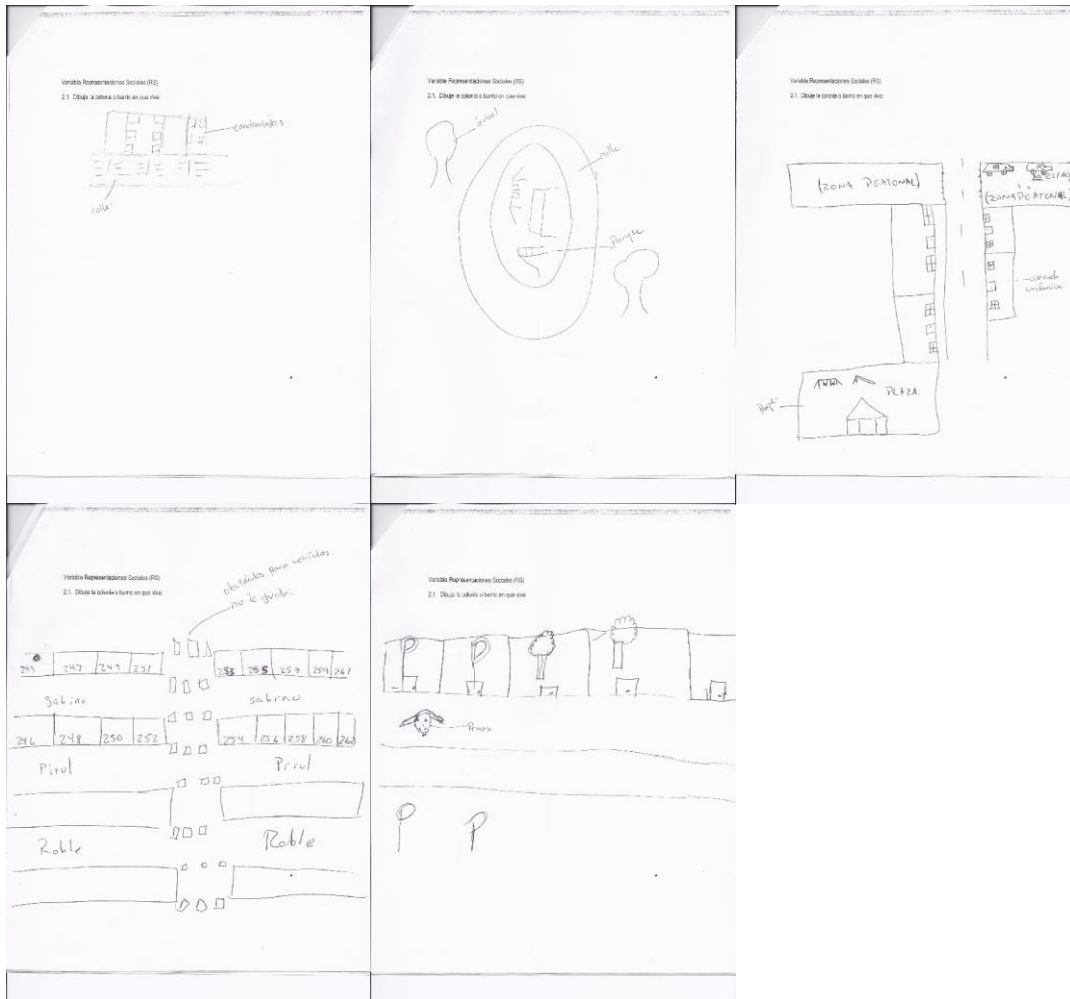 Variable Representaciones Sociales (RS)
2.1. Dibuje la colonia o barrio en que vive:
condominios
calle
Variable Representaciones Sociales (RS)
2.1. Dibuje la colonia o barrio en que vive:
árbol
calle
Parque
Variable Representaciones Sociales (RS)
2.1. Dibuje la colonia o barrio en que vive:
(ZONA PEATONAL)
(ZONA PEATONAL)
PLAZA
Variable Representaciones Sociales (RS)
2.1. Dibuje la colonia o barrio en que vive:
obstáculos para vehículos.
no le gusta.
245 247 249 251
253 255 257 259 261
Sabino
sabino
246 248 250 252
254 256 258 260 262
Pirul
Pirul
Roble
Roble
Variable Representaciones Sociales (RS)
2.1. Dibuje la colonia o barrio en que vive:
Perros